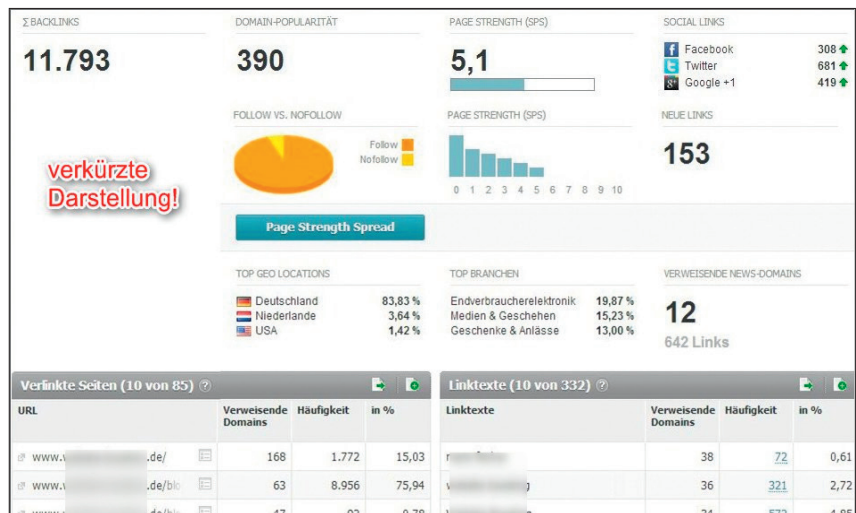 Σ BACKLINKS
11.793
DOMAIN-POPULARITÄT
390
PAGE STRENGTH (SPS)
5,1
SOCIAL LINKS
Facebook 308
Twitter 681
Google +1 419
FOLLOW VS. NOFOLLOW
Follow
Nofollow
PAGE STRENGTH (SPS)
0 1 2 3 4 5 6 7 8 9 10
NEUE LINKS
153
verkürzte
Darstellung!
Page Strength Spread
TOP GEO LOCATIONS
Deutschland 83,83 %
Niederlande 3,64 %
USA 1,42 %
TOP BRANCHEN
Endverbraucherelektronik 19,87 %
Medien & Geschehen 15,23 %
Geschenke & Anlässe 13,00 %
VERWEISENDE NEWS-DOMAINS
12
642 Links
Verlinkte Seiten (10 von 85)
URL Verweisende Domains Häufigkeit in %
www. .de/ 168 1.772 15,03
www. .de/blo 63 8.956 75,94
Linktexte (10 von 332)
Linktexte Verweisende Domains Häufigkeit in %
38 72 0,61
36 321 2,72